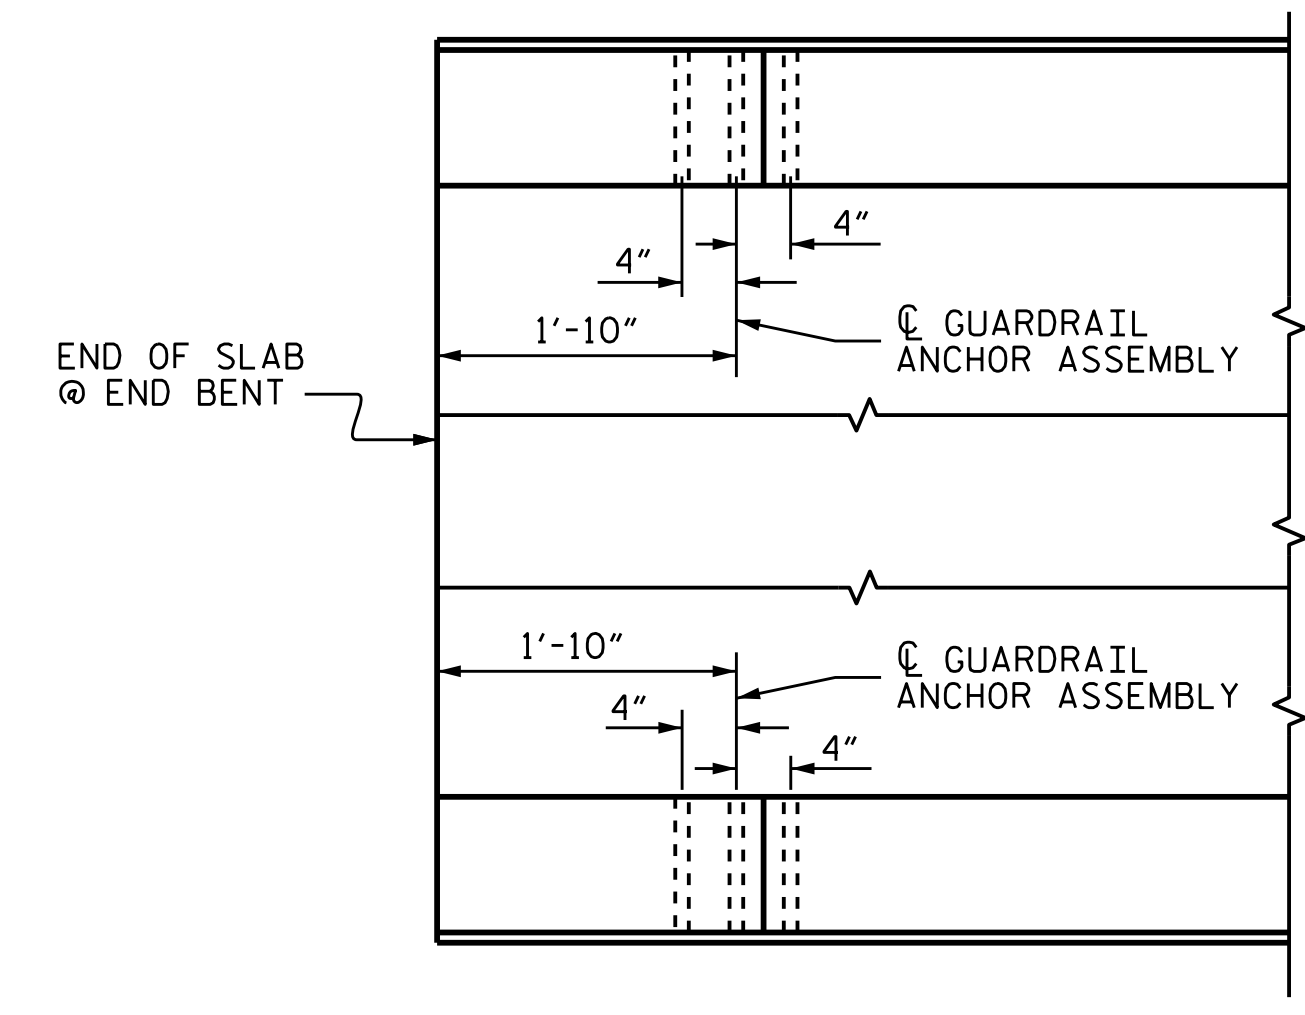 4"
4"
1'-10"
℄ GUARDRAIL
ANCHOR ASSEMBLY
END OF SLAB
@ END BENT
1'-10"
℄ GUARDRAIL
ANCHOR ASSEMBLY
4"
4"